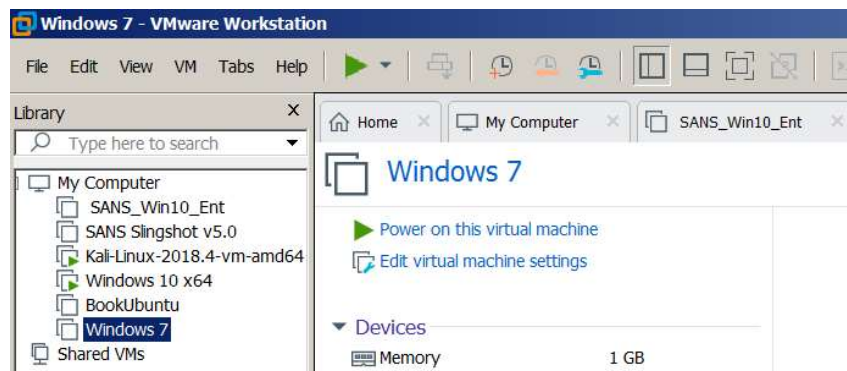 Windows 7 - VMware Workstation
File Edit View VM Tabs Help
Library X
Type here to search
My Computer
SANS_Win10_Ent
SANS Slingshot v5.0
Kali-Linux-2018.4-vm-amd64
Windows 10 x64
BookUbuntu
Windows 7
Shared VMs
Home × My Computer × SANS_Win10_Ent ×
Windows 7
Power on this virtual machine
Edit virtual machine settings
Devices
Memory 1 GB